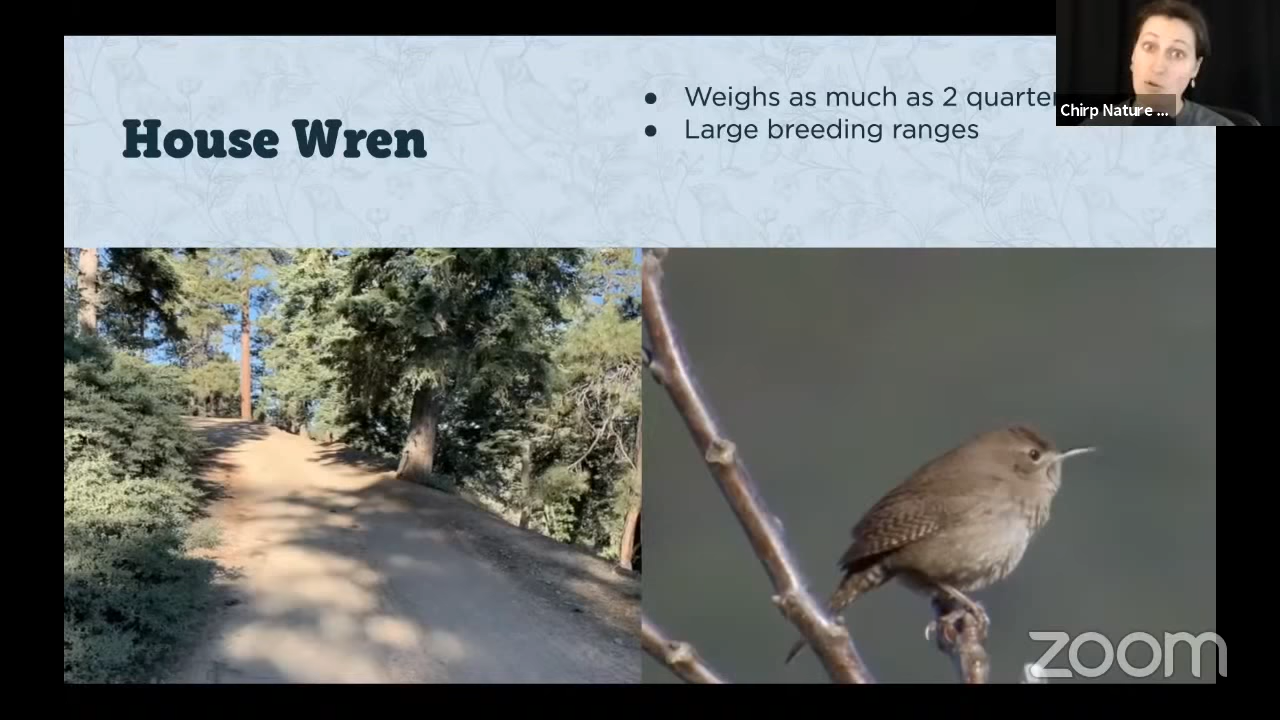 House Wren
● Weighs as much as 2
● Large breeding ranges
Chirp Nature ...
zoom